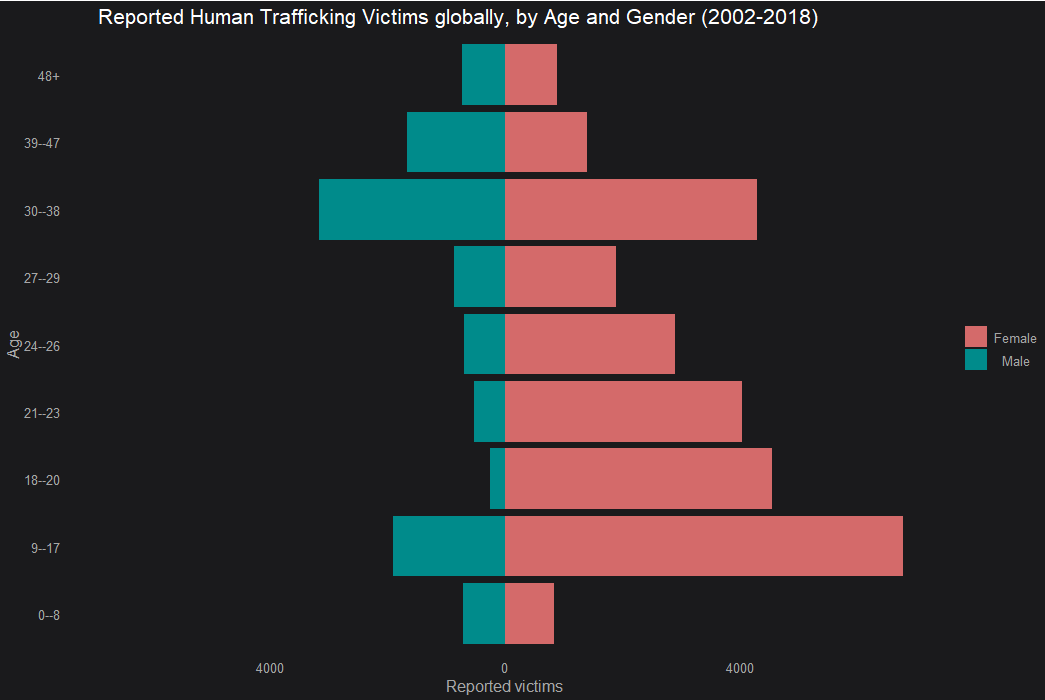 Reported Human Trafficking Victims globally, by Age and Gender (2002-2018)
48+
39--47
30--38
27--29
Age
24--26
21--23
18--20
9--17
0--8
Female
Male
4000
0
4000
Reported victims